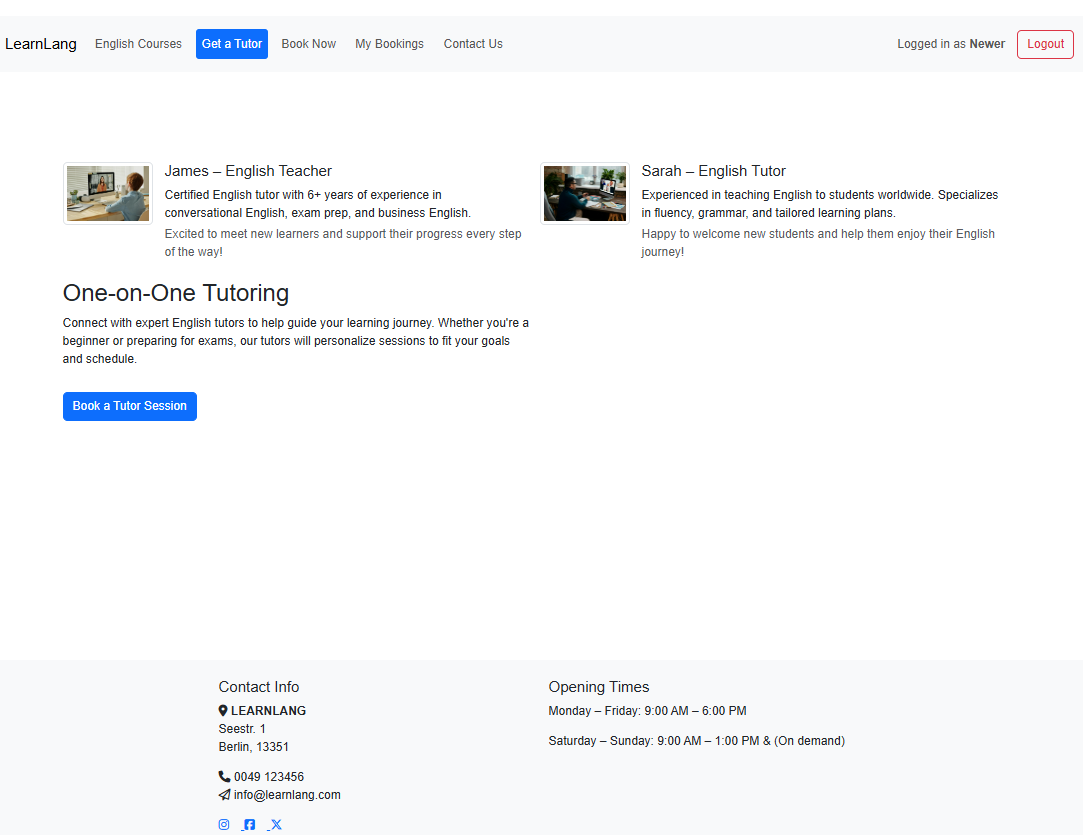 LearnLang English Courses Get a Tutor Book Now My Bookings Contact Us Logged in as Newer Logout
James – English Teacher
Certified English tutor with 6+ years of experience in
conversational English, exam prep, and business English.
Excited to meet new learners and support their progress every step
of the way!
Sarah – English Tutor
Experienced in teaching English to students worldwide. Specializes
in fluency, grammar, and tailored learning plans.
Happy to welcome new students and help them enjoy their English
journey!
One-on-One Tutoring
Connect with expert English tutors to help guide your learning journey. Whether you're a
beginner or preparing for exams, our tutors will personalize sessions to fit your goals
and schedule.
Book a Tutor Session
Contact Info
LEARNLANG
Seestr. 1
Berlin, 13351
0049 123456
info@learnlang.com
Opening Times
Monday – Friday: 9:00 AM – 6:00 PM
Saturday – Sunday: 9:00 AM – 1:00 PM & (On demand)